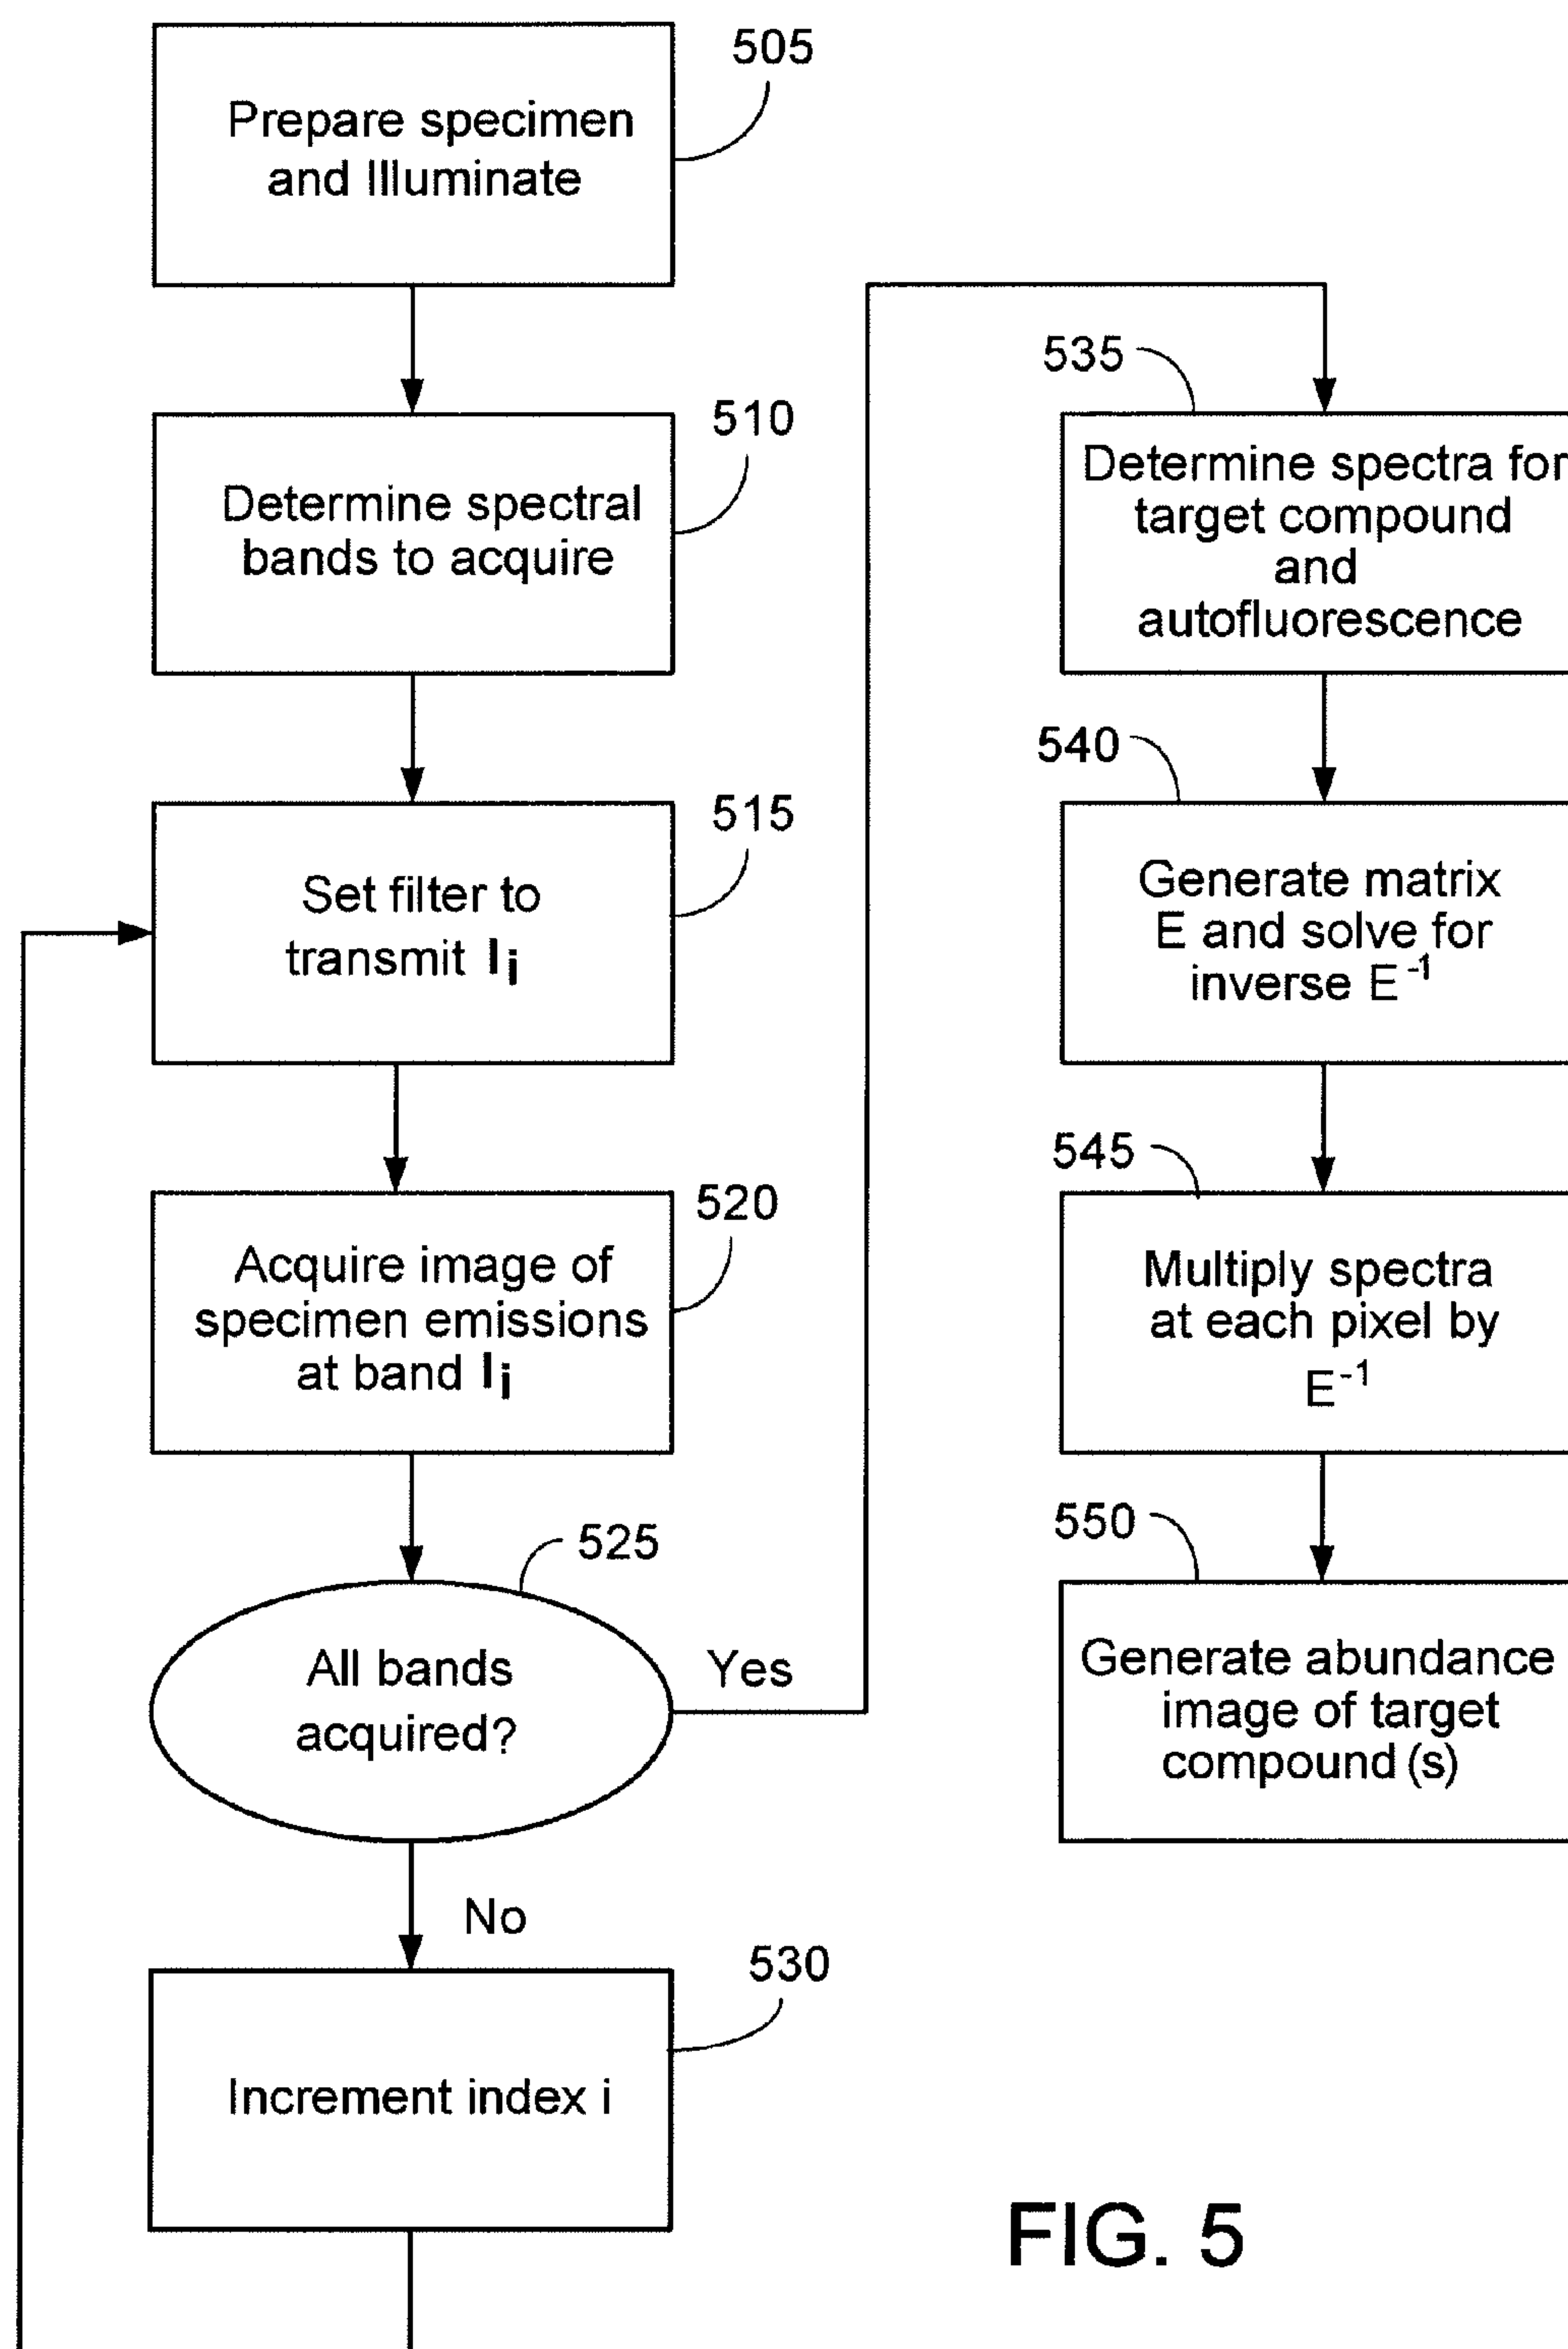 505
Prepare specimen
and Illuminate
510
Determine spectral
bands to acquire
515
Set filter to
transmit Ii
520
Acquire image of
specimen emissions
at band Ii
525
All bands
acquired?
Yes
No
530
Increment index i
535
Determine spectra for
target compound
and
autofluorescence
540
Generate matrix
E and solve for
inverse E-1
545
Multiply spectra
at each pixel by
E-1
550
Generate abundance
image of target
compound (s)
FIG. 5